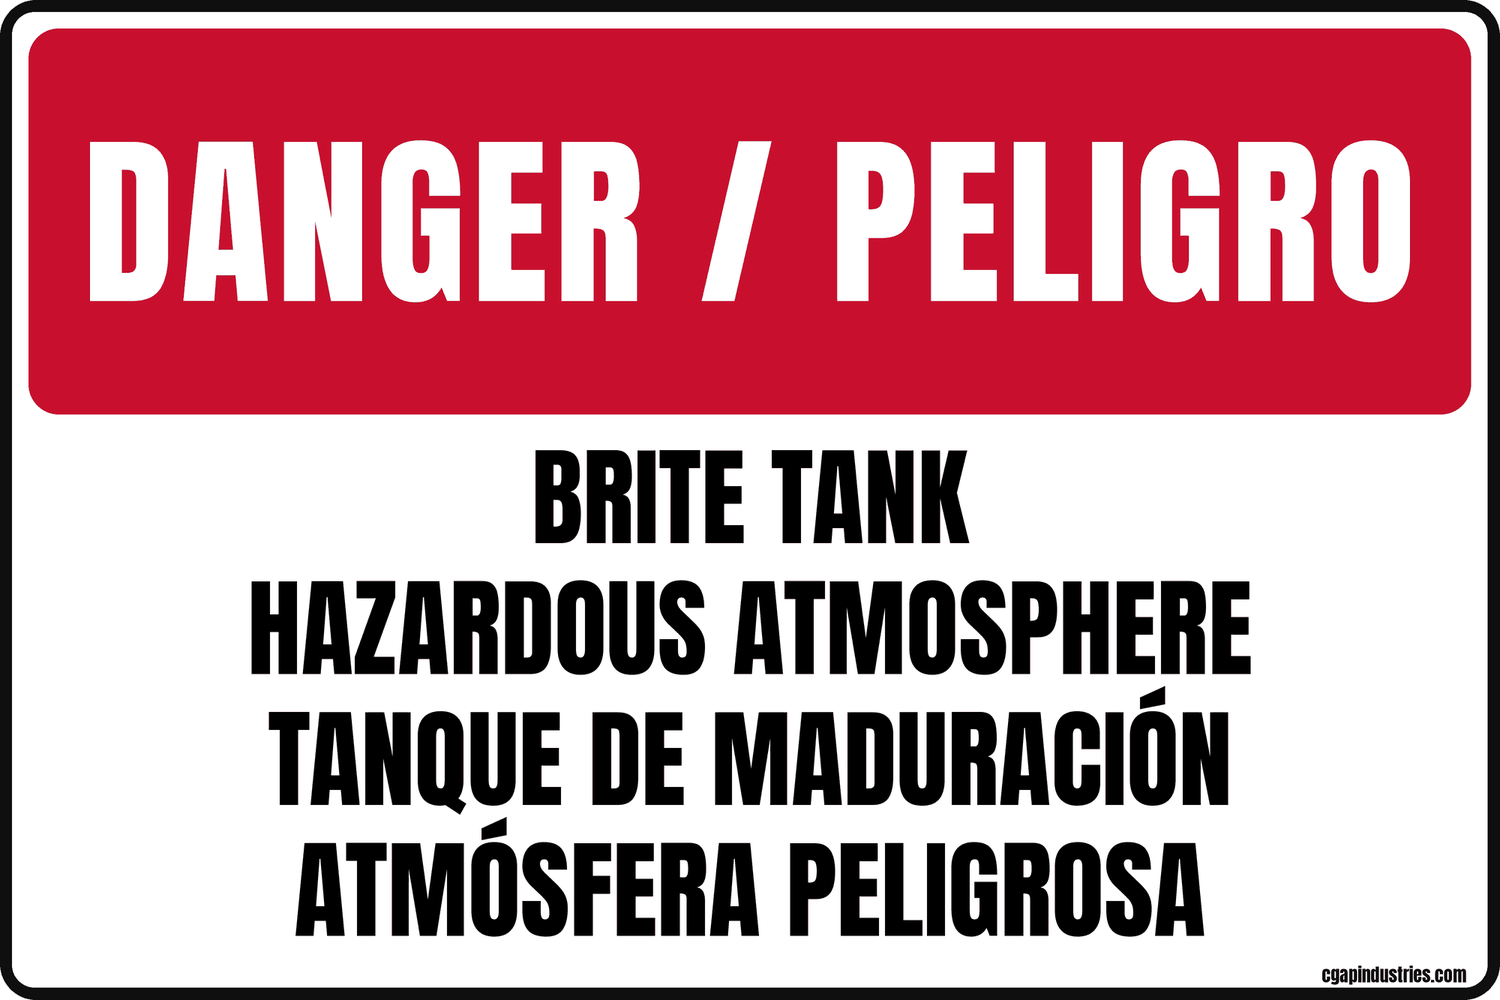 DANGER / PELIGRO
BRITE TANK
HAZARDOUS ATMOSPHERE
TANQUE DE MADURACIÓN
ATMÓSFERA PELIGROSA
cgapindustries.com